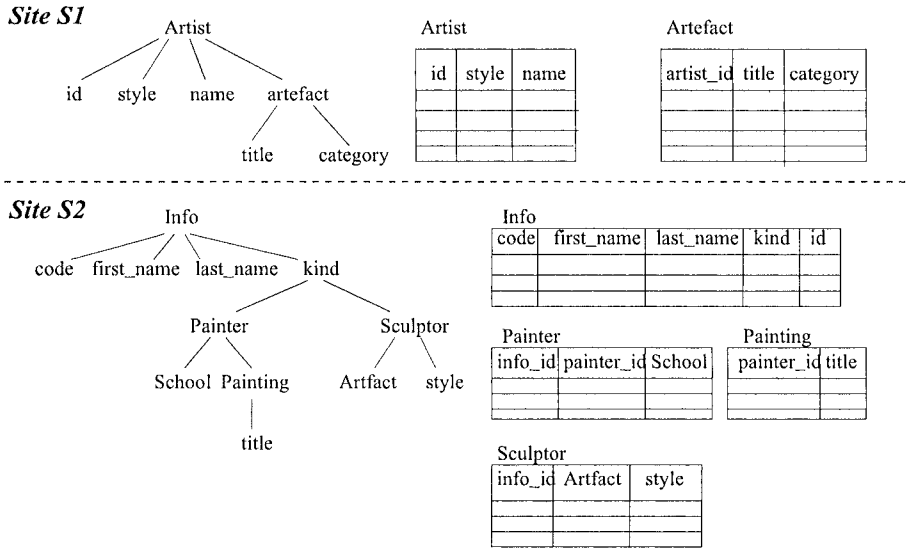 Site S1
Artist
id style name artefact
title category
Artist
id style name
Artefact
artist_id title category
Site S2
Info
code first_name last_name kind
Painter Sculptor
School Painting Artfact style
title
Info
code first_name last_name kind id
Painter
info_id painter_id School
Painting
painter_id title
Sculptor
info_id Artfact style